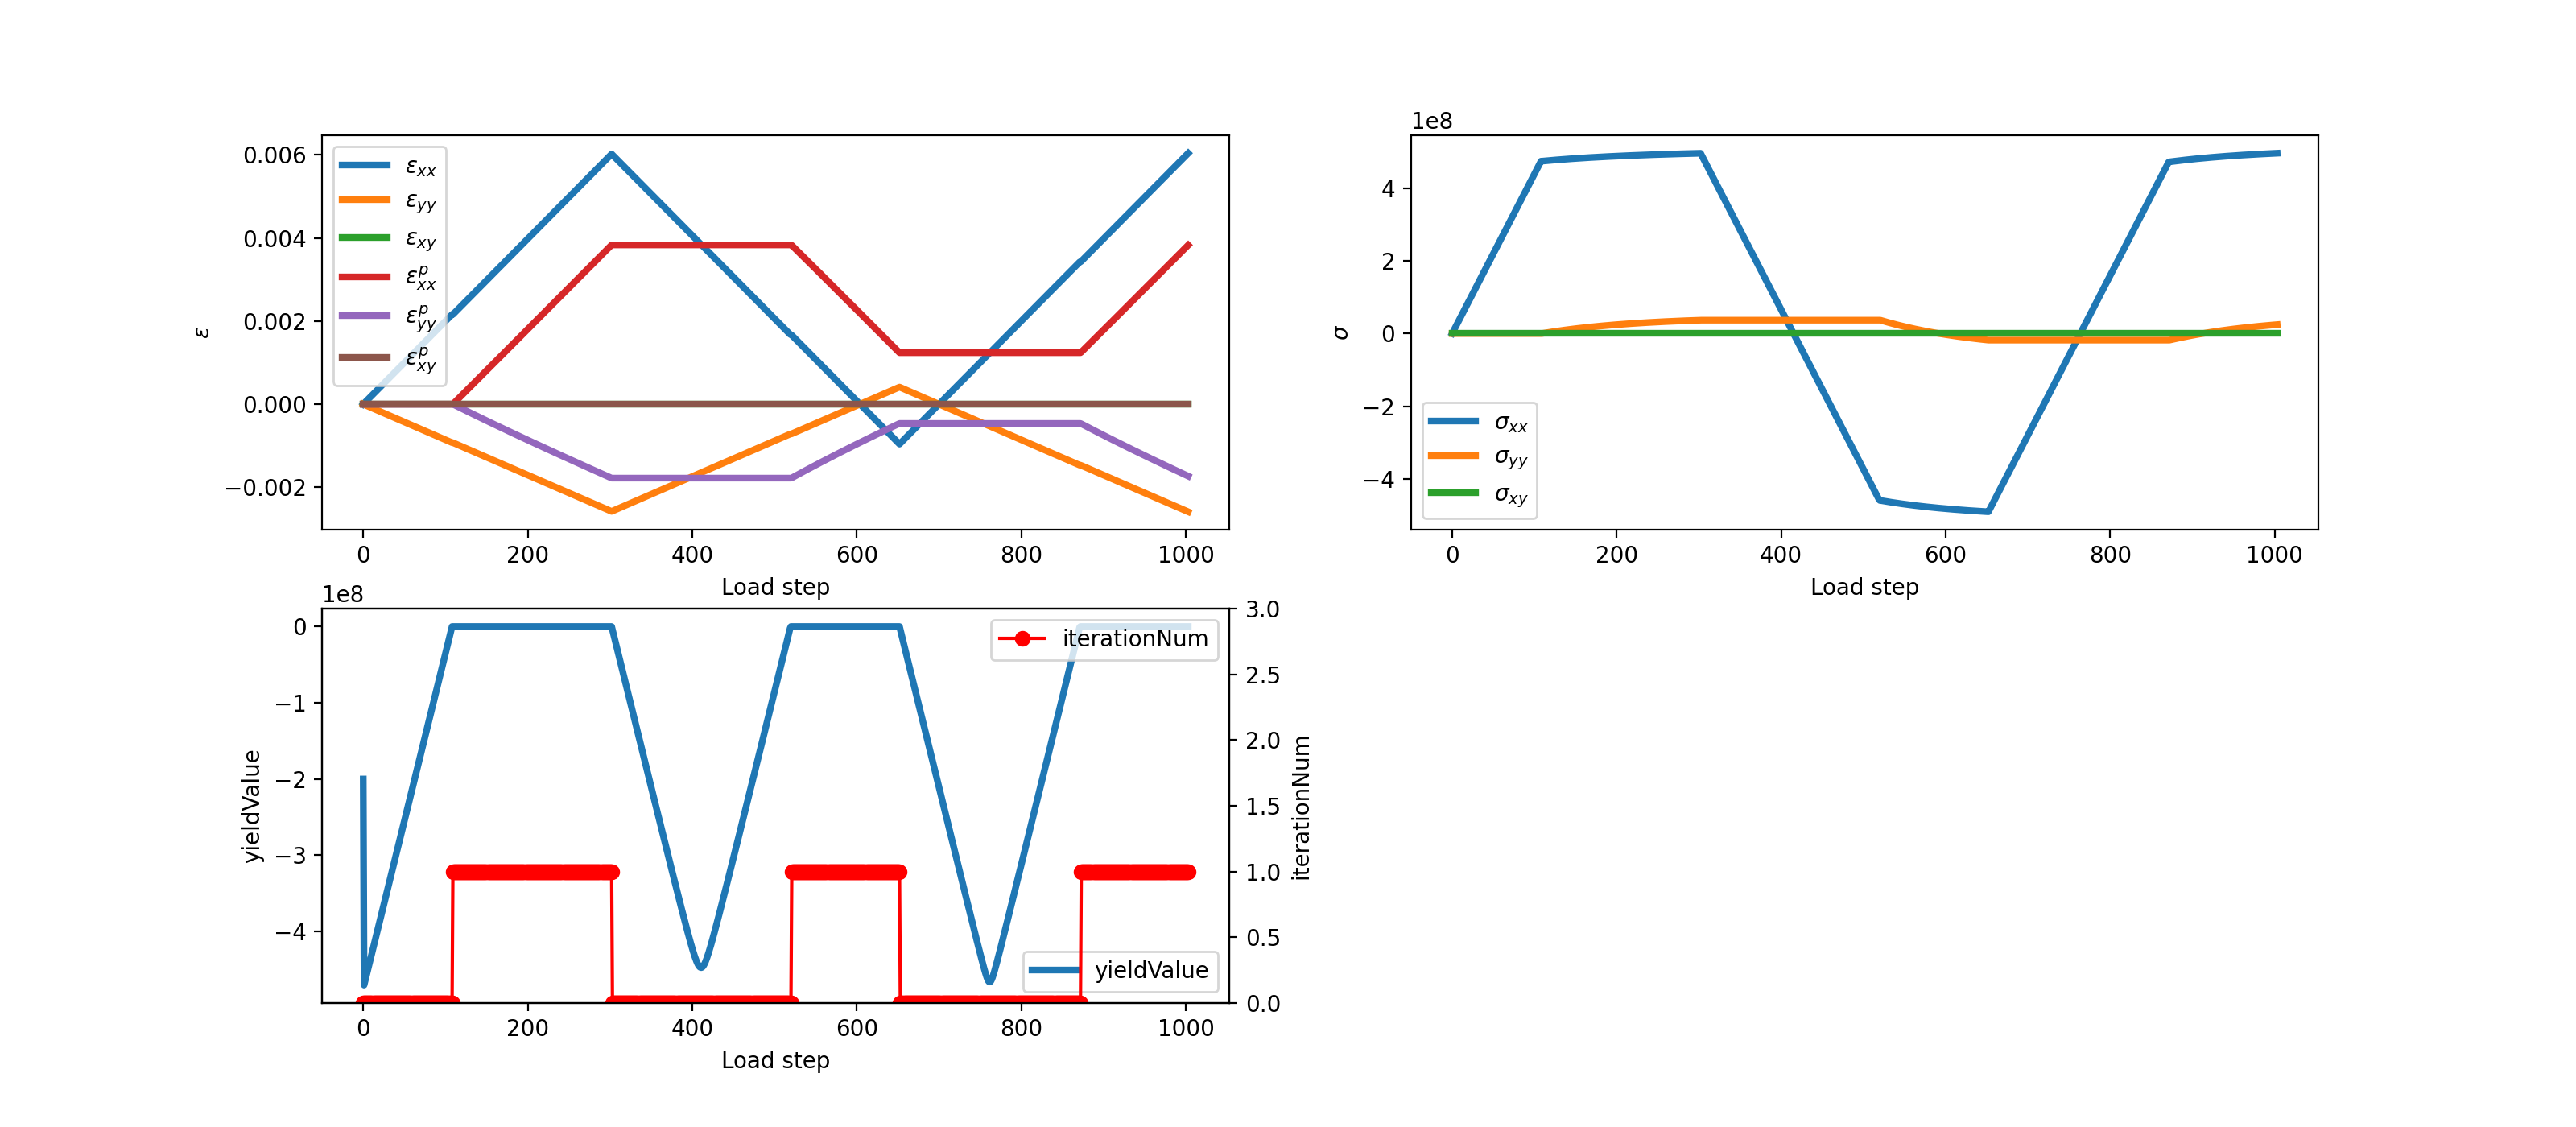 1e8
0.006
0.004
0.002
0.000
−0.002
ε
ε_xx
ε_yy
ε_xy
ε^p_xx
ε^p_yy
ε^p_xy
0 200 400 600 800 1000
Load step
4
2
0
−2
−4
σ
σ_xx
σ_yy
σ_xy
0 200 400 600 800 1000
Load step
1e8
0
−1
−2
−3
−4
yieldValue
iterationNum
yieldValue
3.0
2.5
2.0
1.5
1.0
0.5
0.0
iterationNum
0 200 400 600 800 1000
Load step